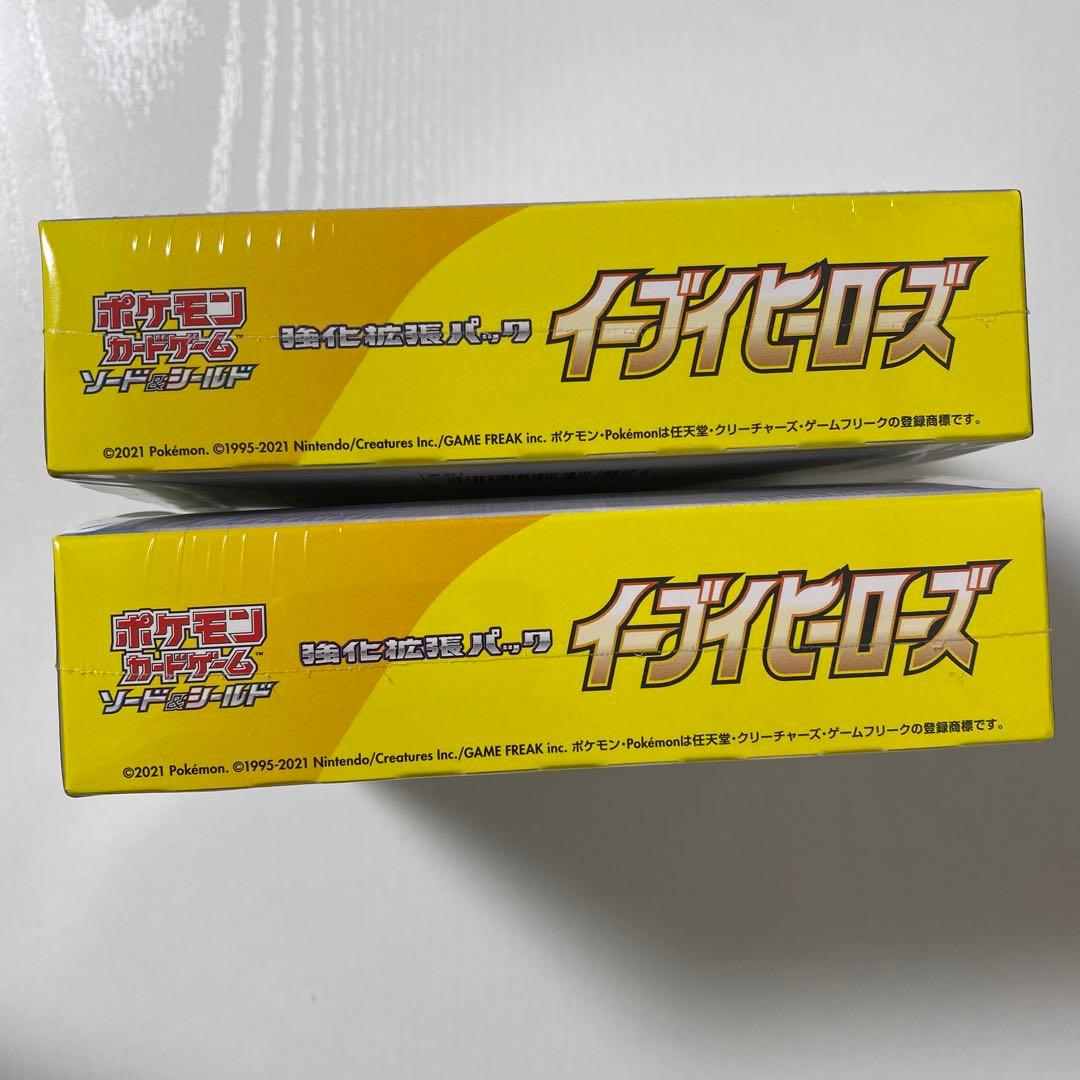 ポケモン
カードゲーム™
ソード&シールド
強化拡張パック
イーブイヒーローズ
©2021 Pokémon. ©1995-2021 Nintendo/Creatures Inc./GAME FREAK inc. ポケモン・Pokémonは任天堂・クリーチャーズ・ゲームフリークの登録商標です。
ポケモン
カードゲーム™
ソード&シールド
強化拡張パック
イーブイヒーローズ
©2021 Pokémon. ©1995-2021 Nintendo/Creatures Inc./GAME FREAK inc. ポケモン・Pokémonは任天堂・クリーチャーズ・ゲームフリークの登録商標です。